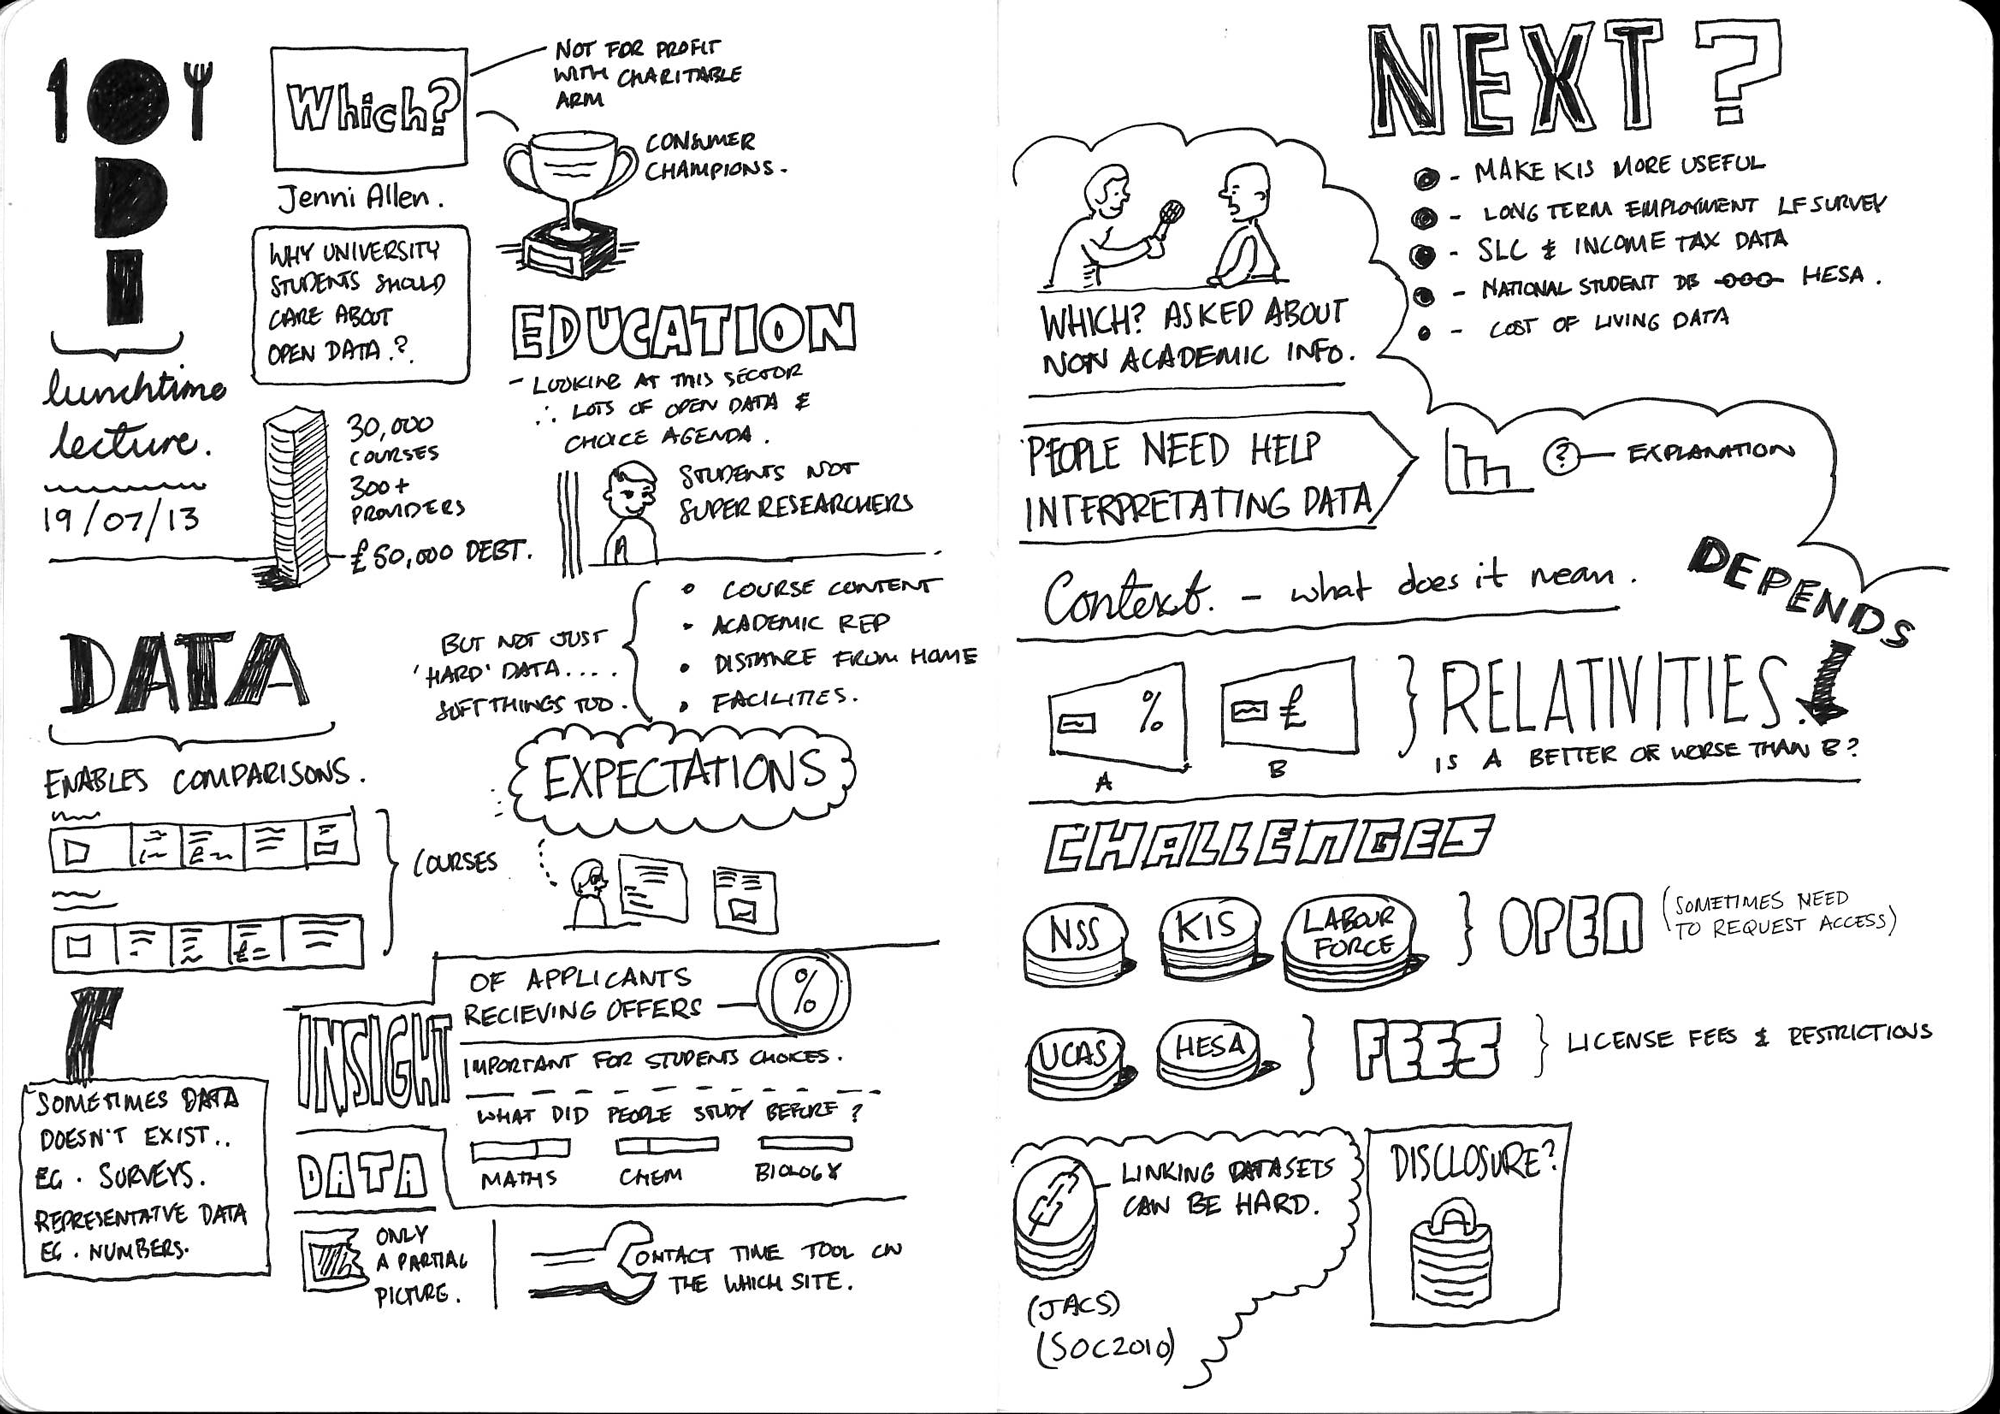 101
ODI
lunchtime
lecture.
19/07/13
Which?
Jenni Allen.
NOT FOR PROFIT
WITH CHARITABLE
ARM
CONSUMER
CHAMPIONS.
WHY UNIVERSITY
STUDENTS SHOULD
CARE ABOUT
OPEN DATA.?
30,000
COURSES
300+
PROVIDERS
£50,000 DEBT.
EDUCATION
- LOOKING AT THIS SECTOR
∴ LOTS OF OPEN DATA &
CHOICE AGENDA.
STUDENTS NOT
SUPER RESEARCHERS
BUT NOT JUST
'HARD' DATA....
SOFT THINGS TOO.
• COURSE CONTENT
• ACADEMIC REP
• DISTANCE FROM HOME
• FACILITIES.
EXPECTATIONS
DATA
ENABLES COMPARISONS.
£
£=
COURSES
SOMETIMES DATA
DOESN'T EXIST..
EG. SURVEYS.
REPRESENTATVE DATA
EG. NUMBERS.
INSIGHT
DATA
OF APPLICANTS
RECIEVING OFFERS
%
IMPORTANT FOR STUDENTS CHOICES.
WHAT DID PEOPLE STUDY BEFORE?
MATHS CHEM BIOLOGY
ONLY
A PARTIAL
PICTURE.
CONTACT TIME TOOL ON
THE WHICH SITE.
NEXT?
- MAKE KIS MORE USEFUL
- LONG TERM EMPLOYMENT LF SURVEY
- SLC & INCOME TAX DATA
- NATIONAL STUDENT DB HESA.
- COST OF LIVING DATA
WHICH? ASKED ABOUT
NON ACADEMIC INFO.
PEOPLE NEED HELP
INTERPRETATING DATA
? EXPLANATION
Context. - what does it mean.
DEPENDS
%
A
£
B
RELATIVITIES.
IS A BETTER OR WORSE THAN B?
CHALLENGES
NSS KIS LABOUR
FORCE
OPEN
(SOMETIMES NEED
TO REQUEST ACCESS)
UCAS HESA FEES LICENSE FEES & RESTRICTIONS
LINKING DATASETS
CAN BE HARD.
(JACS)
(SOC2010)
DISCLOSURE?